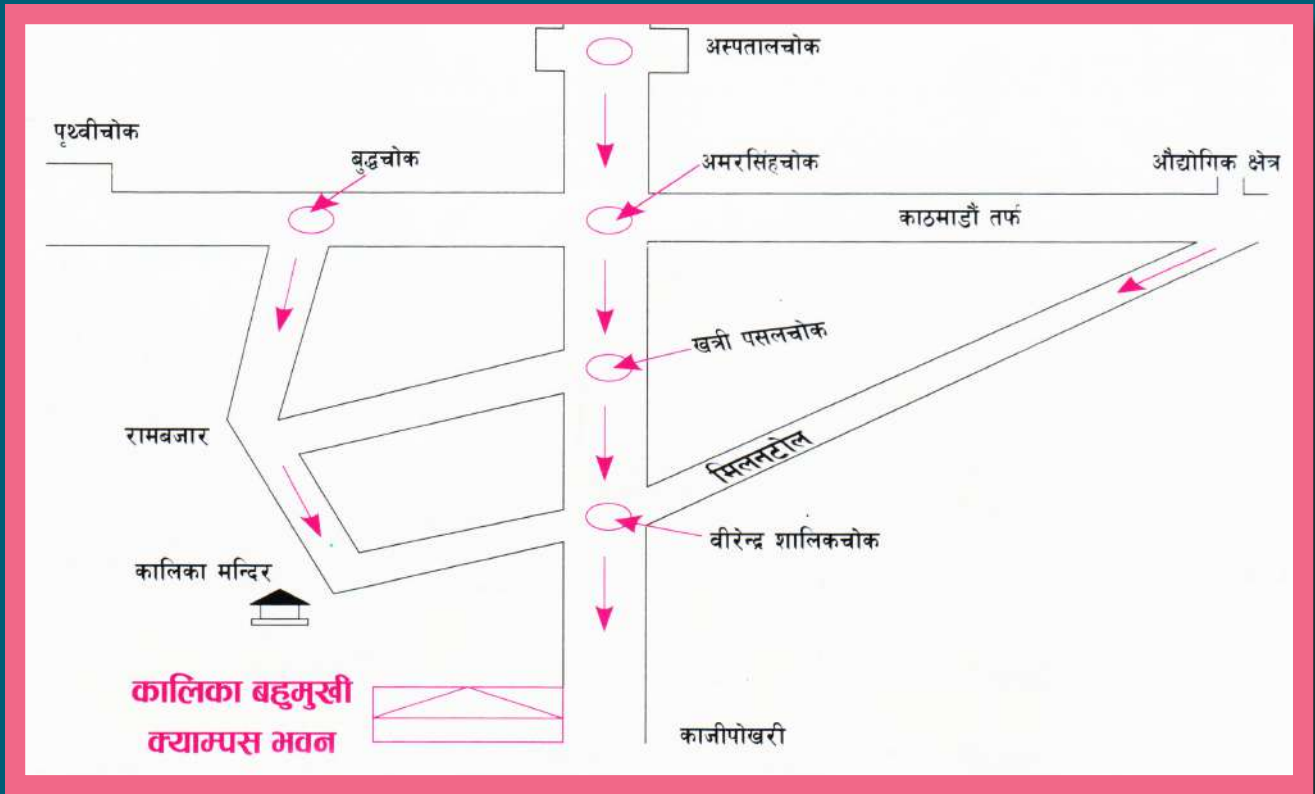 अस्पतालचोक
पृथ्वीचोक
बुद्धचोक
अमरसिंहचोक
औद्योगिक क्षेत्र
काठमाडौं तर्फ
खत्री पसलचोक
रामबजार
मिलनटोल
वीरेन्द्र शालिकचोक
कालिका मन्दिर
कालिका बहुमुखी
क्याम्पस भवन
काजीपोखरी